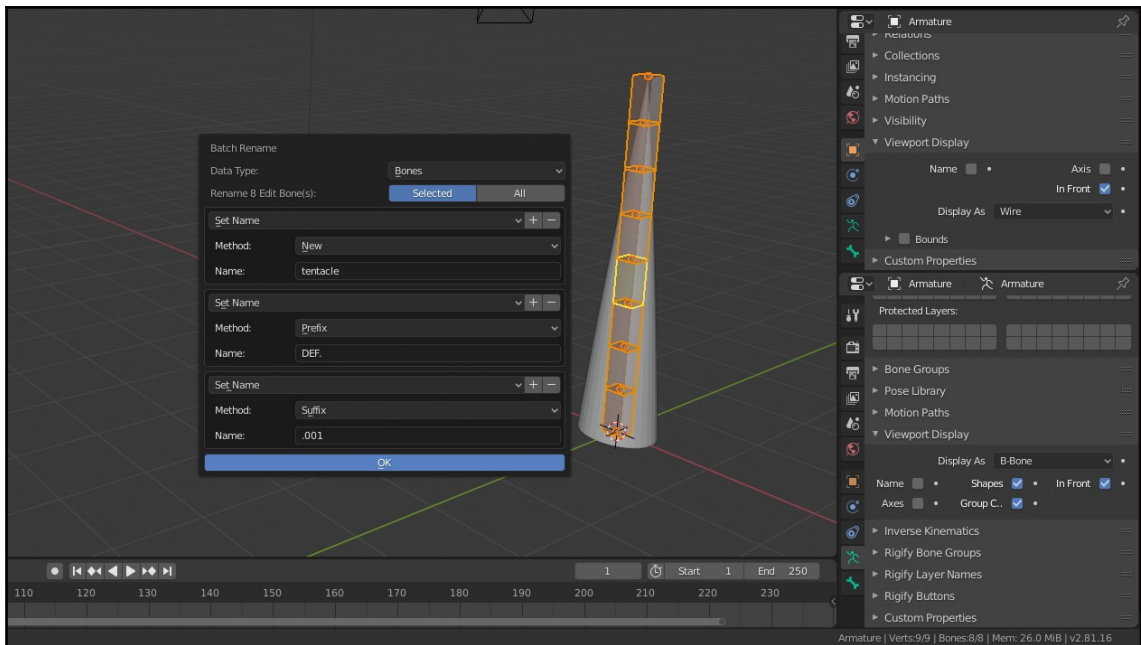 Armature
Relations
Collections
Instancing
Motion Paths
Visibility
Viewport Display
Name
Axis
In Front
Display As Wire
Bounds
Custom Properties
Batch Rename
Data Type: Bones
Rename 8 Edit Bone(s): Selected All
Set Name
Method: New
Name: tentacle
Set Name
Method: Prefix
Name: DEF.
Set Name
Method: Suffix
Name: .001
OK
Armature Armature
Protected Layers:
Bone Groups
Pose Library
Motion Paths
Viewport Display
Display As B-Bone
Name Shapes In Front
Axes Group C..
Inverse Kinematics
Rigify Bone Groups
Rigify Layer Names
Rigify Buttons
Custom Properties
1 Start 1 End 250
110 120 130 140 150 160 170 180 190 200 210 220 230
Armature | Verts:9/9 | Bones:8/8 | Mem: 26.0 MiB | v2.81.16